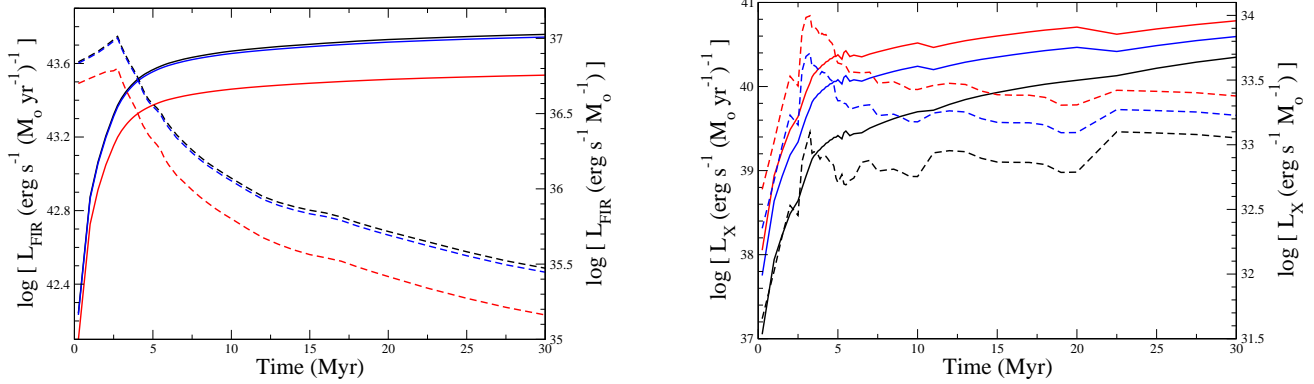 log [ L_FIR (erg s^-1 (M_o yr^-1)^-1 ]
43.6
43.2
42.8
42.4
37
36.5
36
35.5
35
log [ L_FIR (erg s^-1 M_o^-1) ]
0 5 10 15 20 25 30
Time (Myr)
log [ L_X (erg s^-1 (M_o yr^-1)^-1 ]
41
40
39
38
37
34
33.5
33
32.5
32
31.5
log [ L_X (erg s^-1 M_o^-1) ]
0 5 10 15 20 25 30
Time (Myr)